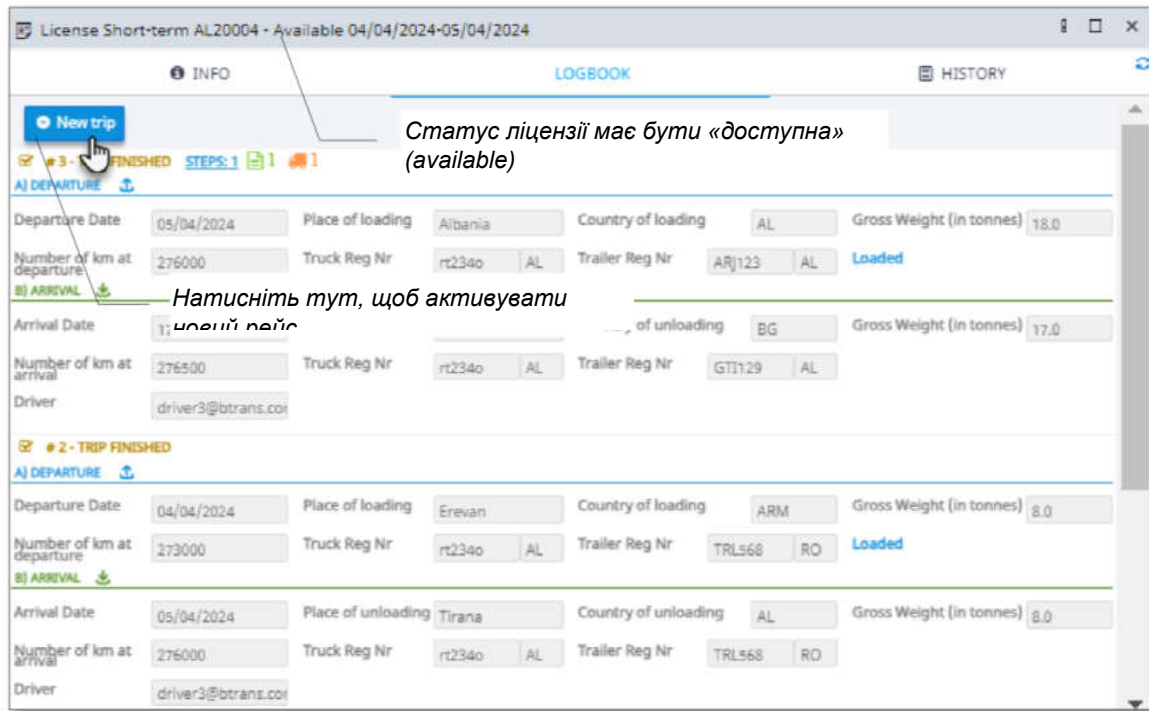 License Short-term AL20004 - Available 04/04/2024-05/04/2024
INFO LOGBOOK HISTORY
New trip
Статус ліцензії має бути «доступна»
(available)
#3 - FINISHED STEPS: 1 1 1
A) DEPARTURE
Departure Date 05/04/2024 Place of loading Albania Country of loading AL Gross Weight (in tonnes) 18.0
Number of km at departure 276000 Truck Reg Nr rt234o AL Trailer Reg Nr ARJ123 AL Loaded
B) ARRIVAL
Натисніть тут, щоб активувати
новий рейс
Arrival Date of unloading BG Gross Weight (in tonnes) 17.0
Number of km at arrival 276500 Truck Reg Nr rt234o AL Trailer Reg Nr GTI129 AL
Driver driver3@btrans.cor
#2 - TRIP FINISHED
A) DEPARTURE
Departure Date 04/04/2024 Place of loading Erevan Country of loading ARM Gross Weight (in tonnes) 8.0
Number of km at departure 273000 Truck Reg Nr rt234o AL Trailer Reg Nr TRL568 RO Loaded
B) ARRIVAL
Arrival Date 05/04/2024 Place of unloading Tirana Country of unloading AL Gross Weight (in tonnes) 8.0
Number of km at arrival 276000 Truck Reg Nr rt234o AL Trailer Reg Nr TRL568 RO
Driver driver3@btrans.cor